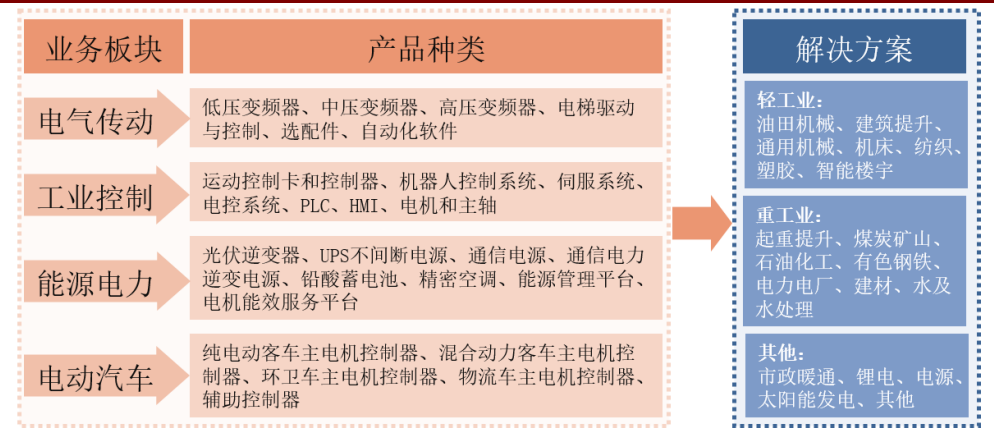 业务板块
产品种类
电气传动
低压变频器、中压变频器、高压变频器、电梯驱动
与控制、选配件、自动化软件
工业控制
运动控制卡和控制器、机器人控制系统、伺服系统、
电控系统、PLC、HMI、电机和主轴
能源电力
光伏逆变器、UPS不间断电源、通信电源、通信电力
逆变电源、铅酸蓄电池、精密空调、能源管理平台、
电机能效服务平台
电动汽车
纯电动客车主电机控制器、混合动力客车主电机控
制器、环卫车主电机控制器、物流车主电机控制器、
辅助控制器
解决方案
轻工业：
油田机械、建筑提升、
通用机械、机床、纺织、
塑胶、智能楼宇
重工业：
起重提升、煤炭矿山、
石油化工、有色钢铁、
电力电厂、建材、水及
水处理
其他：
市政暖通、锂电、电源、
太阳能发电、其他